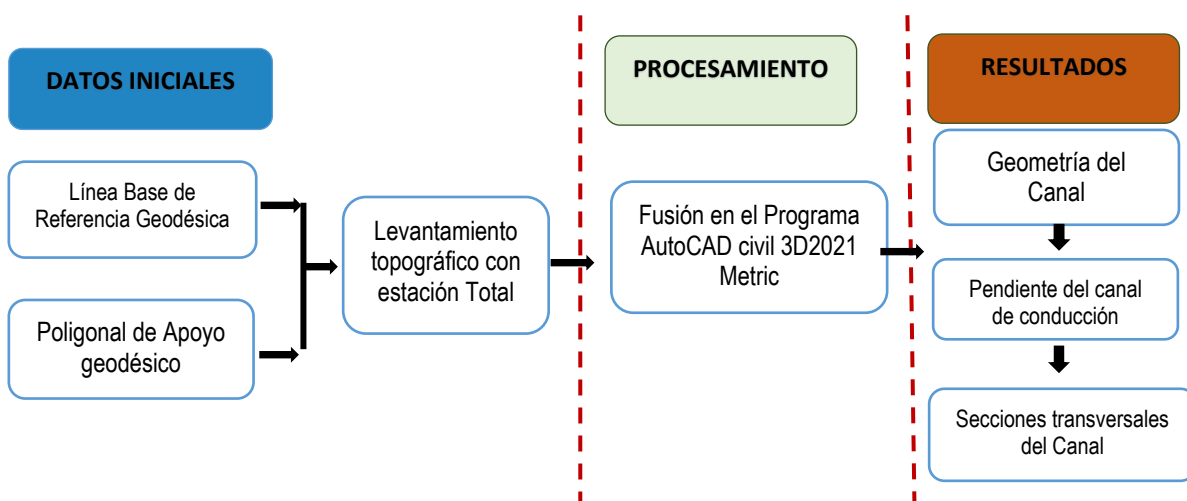 DATOS INICIALES
Línea Base de
Referencia Geodésica
Poligonal de Apoyo
geodésico
Levantamiento
topográfico con
estación Total
PROCESAMIENTO
Fusión en el Programa
AutoCAD civil 3D2021
Metric
RESULTADOS
Geometría del
Canal
Pendiente del canal
de conducción
Secciones transversales
del Canal